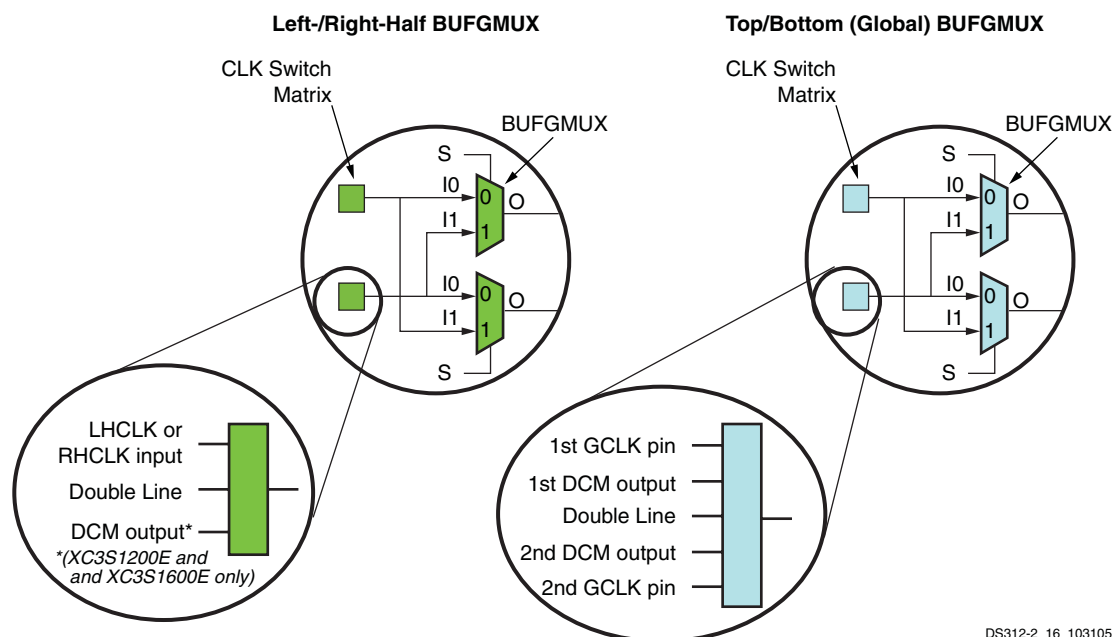 Left-/Right-Half BUFGMUX
CLK Switch
Matrix
BUFGMUX
S
I0
0
O
I1
1
I0
0
O
I1
1
S
LHCLK or
RHCLK input
Double Line
DCM output*
*(XC3S1200E and
and XC3S1600E only)
Top/Bottom (Global) BUFGMUX
CLK Switch
Matrix
BUFGMUX
S
I0
0
O
I1
1
I0
0
O
I1
1
S
1st GCLK pin
1st DCM output
Double Line
2nd DCM output
2nd GCLK pin
DS312-2_16_103105